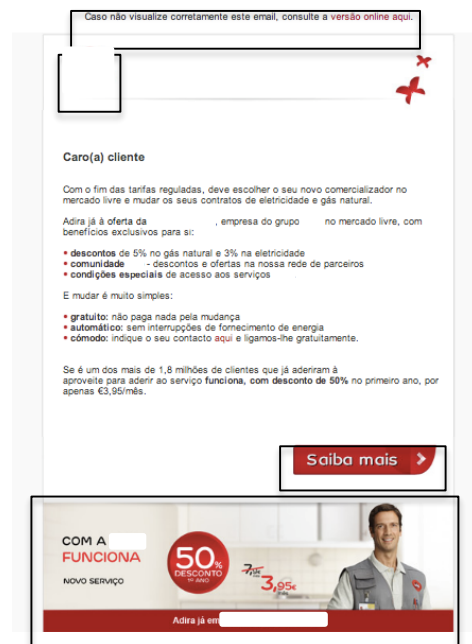 Caso não visualize corretamente este email, consulte a versão online aqui.
Caro(a) cliente
Com o fim das tarifas reguladas, deve escolher o seu novo comercializador no
mercado livre e mudar os seus contratos de eletricidade e gás natural.
Adira já à oferta da , empresa do grupo no mercado livre, com
benefícios exclusivos para si:
• descontos de 5% no gás natural e 3% na eletricidade
• comunidade - descontos e ofertas na nossa rede de parceiros
• condições especiais de acesso aos serviços
E mudar é muito simples:
• gratuito: não paga nada pela mudança
• automático: sem interrupções de fornecimento de energia
• cómodo: indique o seu contacto aqui e ligamos-lhe gratuitamente.
Se é um dos mais de 1,8 milhões de clientes que já aderiram à
aproveite para aderir ao serviço funciona, com desconto de 50% no primeiro ano, por
apenas €3,95/mês.
Saiba mais
COM A
FUNCIONA
NOVO SERVIÇO
50%
DESCONTO
1º ANO
3,95€
Adira já em